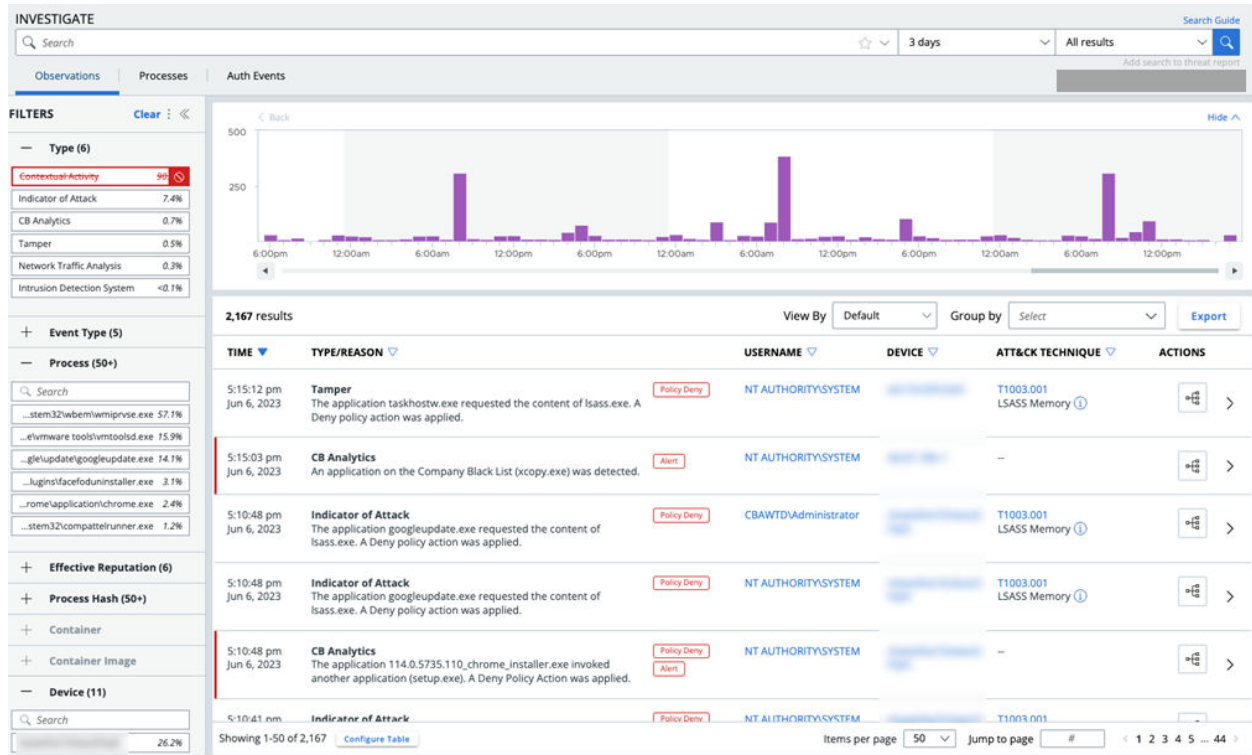 INVESTIGATE
Search Guide
Search
3 days
All results
Add search to threat report
Observations
Processes
Auth Events
FILTERS
Clear
Type (6)
Contextual Activity 90.
Indicator of Attack 7.4%
CB Analytics 0.7%
Tamper 0.5%
Network Traffic Analysis 0.3%
Intrusion Detection System <0.1%
Event Type (5)
Process (50+)
Search
...stem32\wbem\wmiprvse.exe 57.1%
...e\vmware tools\vmtoolsd.exe 15.9%
...gle\update\googleupdate.exe 14.1%
...lugins\facefoduninstaller.exe 3.1%
...rome\application\chrome.exe 2.4%
...stem32\compattelrunner.exe 1.2%
Effective Reputation (6)
Process Hash (50+)
Container
Container Image
Device (11)
Search
26.2%
< Back
Hide
500
250
6:00pm 12:00am 6:00am 12:00pm 6:00pm 12:00am 6:00am 12:00pm 6:00pm 12:00am 6:00am 12:00pm
2,167 results
View By Default
Group by Select
Export
TIME TYPE/REASON USERNAME DEVICE ATT&CK TECHNIQUE ACTIONS
5:15:12 pm
Jun 6, 2023
Tamper
The application taskhostw.exe requested the content of lsass.exe. A
Deny policy action was applied.
Policy Deny
NT AUTHORITY\SYSTEM
T1003.001
LSASS Memory
5:15:03 pm
Jun 6, 2023
CB Analytics
An application on the Company Black List (xcopy.exe) was detected.
Alert
NT AUTHORITY\SYSTEM
--
5:10:48 pm
Jun 6, 2023
Indicator of Attack
The application googleupdate.exe requested the content of
lsass.exe. A Deny policy action was applied.
Policy Deny
CBAWTD\Administrator
T1003.001
LSASS Memory
5:10:48 pm
Jun 6, 2023
Indicator of Attack
The application googleupdate.exe requested the content of
lsass.exe. A Deny policy action was applied.
Policy Deny
NT AUTHORITY\SYSTEM
T1003.001
LSASS Memory
5:10:48 pm
Jun 6, 2023
CB Analytics
The application 114.0.5735.110_chrome_installer.exe invoked
another application (setup.exe). A Deny Policy Action was applied.
Policy Deny
Alert
NT AUTHORITY\SYSTEM
--
5:10:41 pm
Indicator of Attack
Policy Deny
NT AUTHORITY\SYSTEM
T1003.001
Showing 1-50 of 2,167
Configure Table
Items per page 50
Jump to page #
< 1 2 3 4 5 ... 44 >